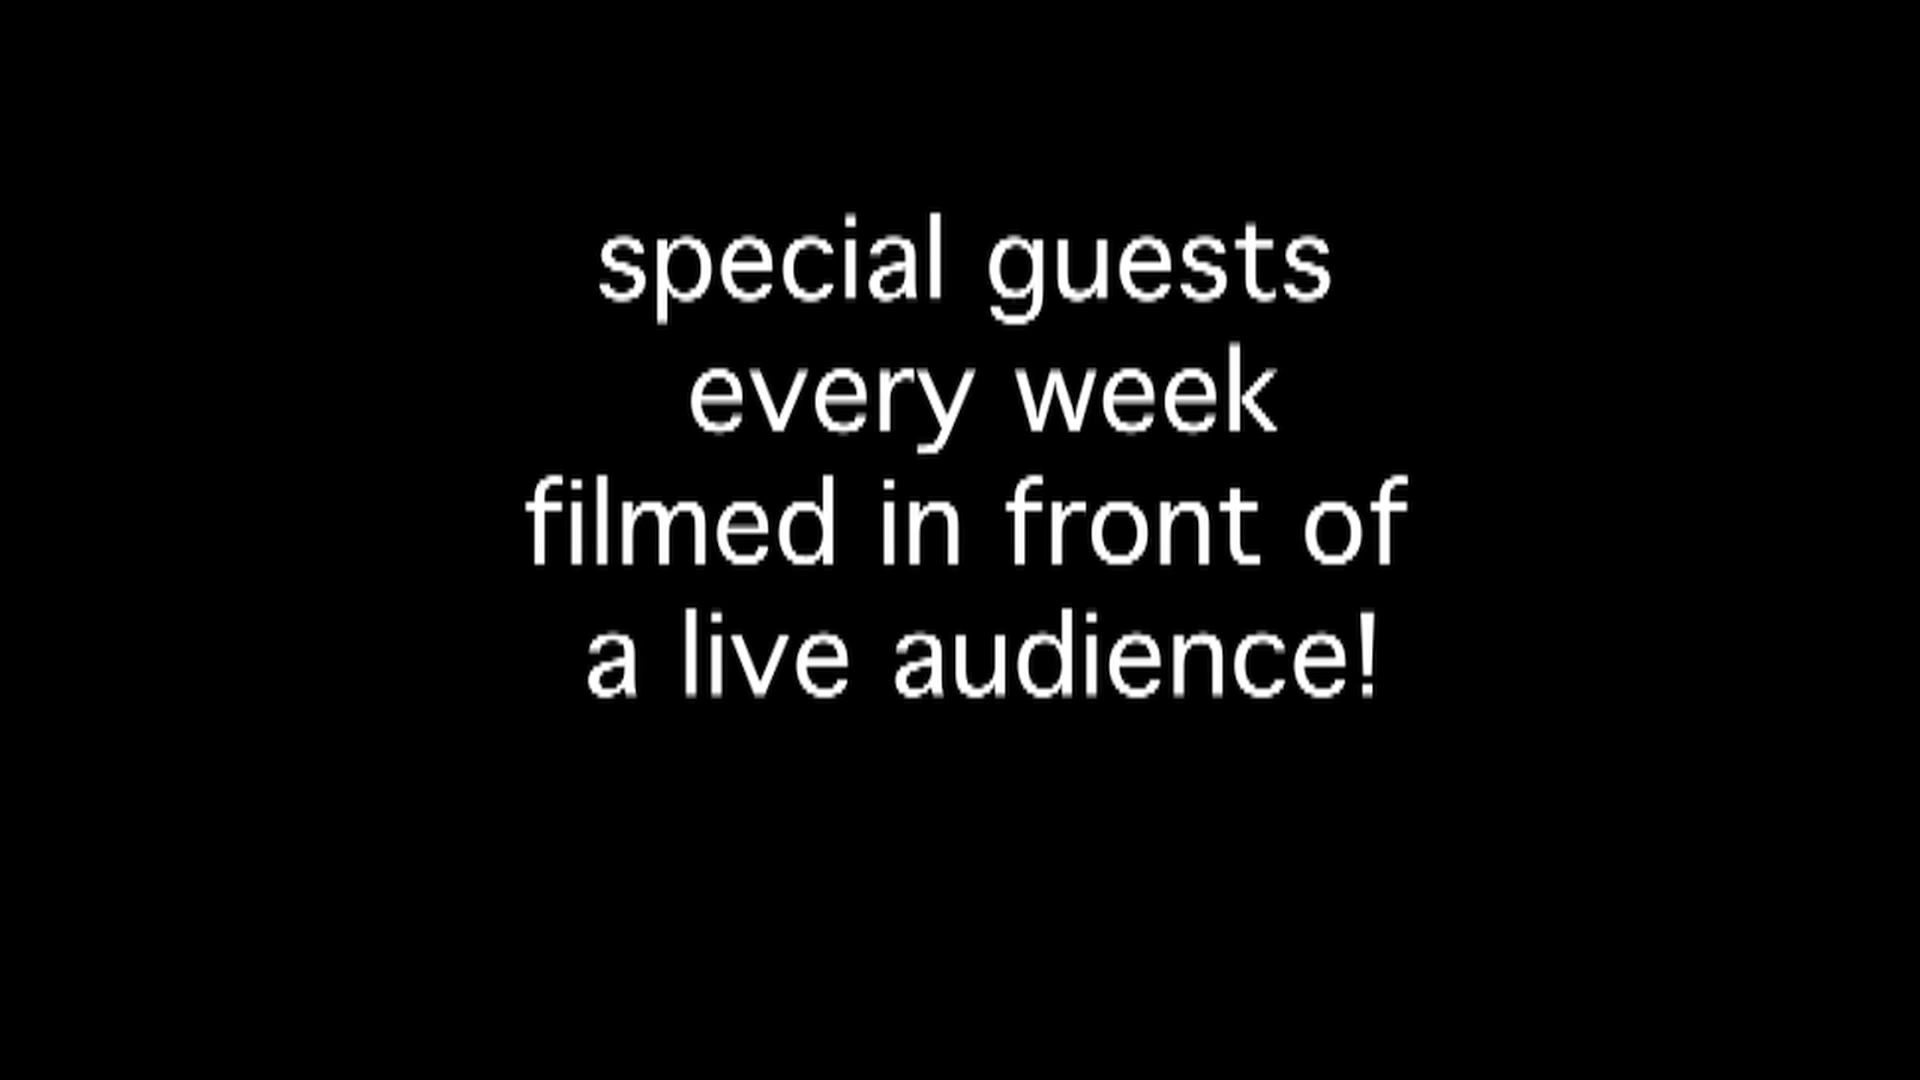 special guests
every week
filmed in front of
a live audience!